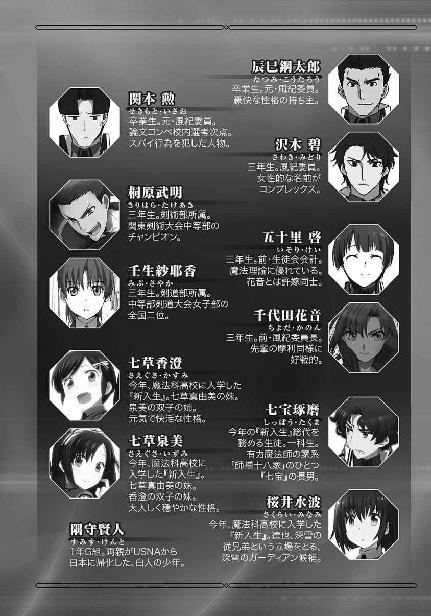 辰巳鋼太郎
たつみ・こうたろう
卒業生。元・風紀委員。
豪快な性格の持ち主。
関本 勲
せきもと・いさお
卒業生。元・風紀委員。
論文コンペ校内選考次点。
スパイ行為を犯した人物。
沢木 碧
さわき・みどり
三年生。風紀委員。
女性的な名前が
コンプレックス。
桐原武明
きりはら・たけあき
三年生。剣術部所属。
関東剣術大会中等部の
チャンピオン。
五十里 啓
いそり・けい
三年生。前・生徒会会計。
魔法理論に優れている。
花音とは許嫁同士。
壬生紗耶香
みぶ・さやか
三年生。剣道部所属。
中等部剣道大会女子部の
全国二位。
千代田花音
ちよだ・かのん
三年生。前・風紀委員長。
先輩の摩利同様に
好戦的。
七草香澄
さえぐさ・かすみ
今年、魔法科高校に入学した
『新入生』。七草真由美の妹。
泉美の双子の姉。
元気で快活な性格。
七宝琢磨
しっぽう・たくま
今年の『新入生』総代を
務める生徒。一科生。
有力魔法師の家系
「師補十八家」のひとつ
『七宝』の長男。
七草泉美
さえぐさ・いずみ
今年、魔法科高校に
入学した『新入生』。
七草真由美の妹。
香澄の双子の妹。
大人しく穏やかな性格。
桜井水波
さくらい・みなみ
今年、魔法科高校に入学した
『新入生』。達也、深雪の
従兄弟という立場をとる、
深雪のガーディアン候補。
隅守賢人
すみす・けんと
1年G組。両親がUSNAから
日本に帰化した、白人の少年。